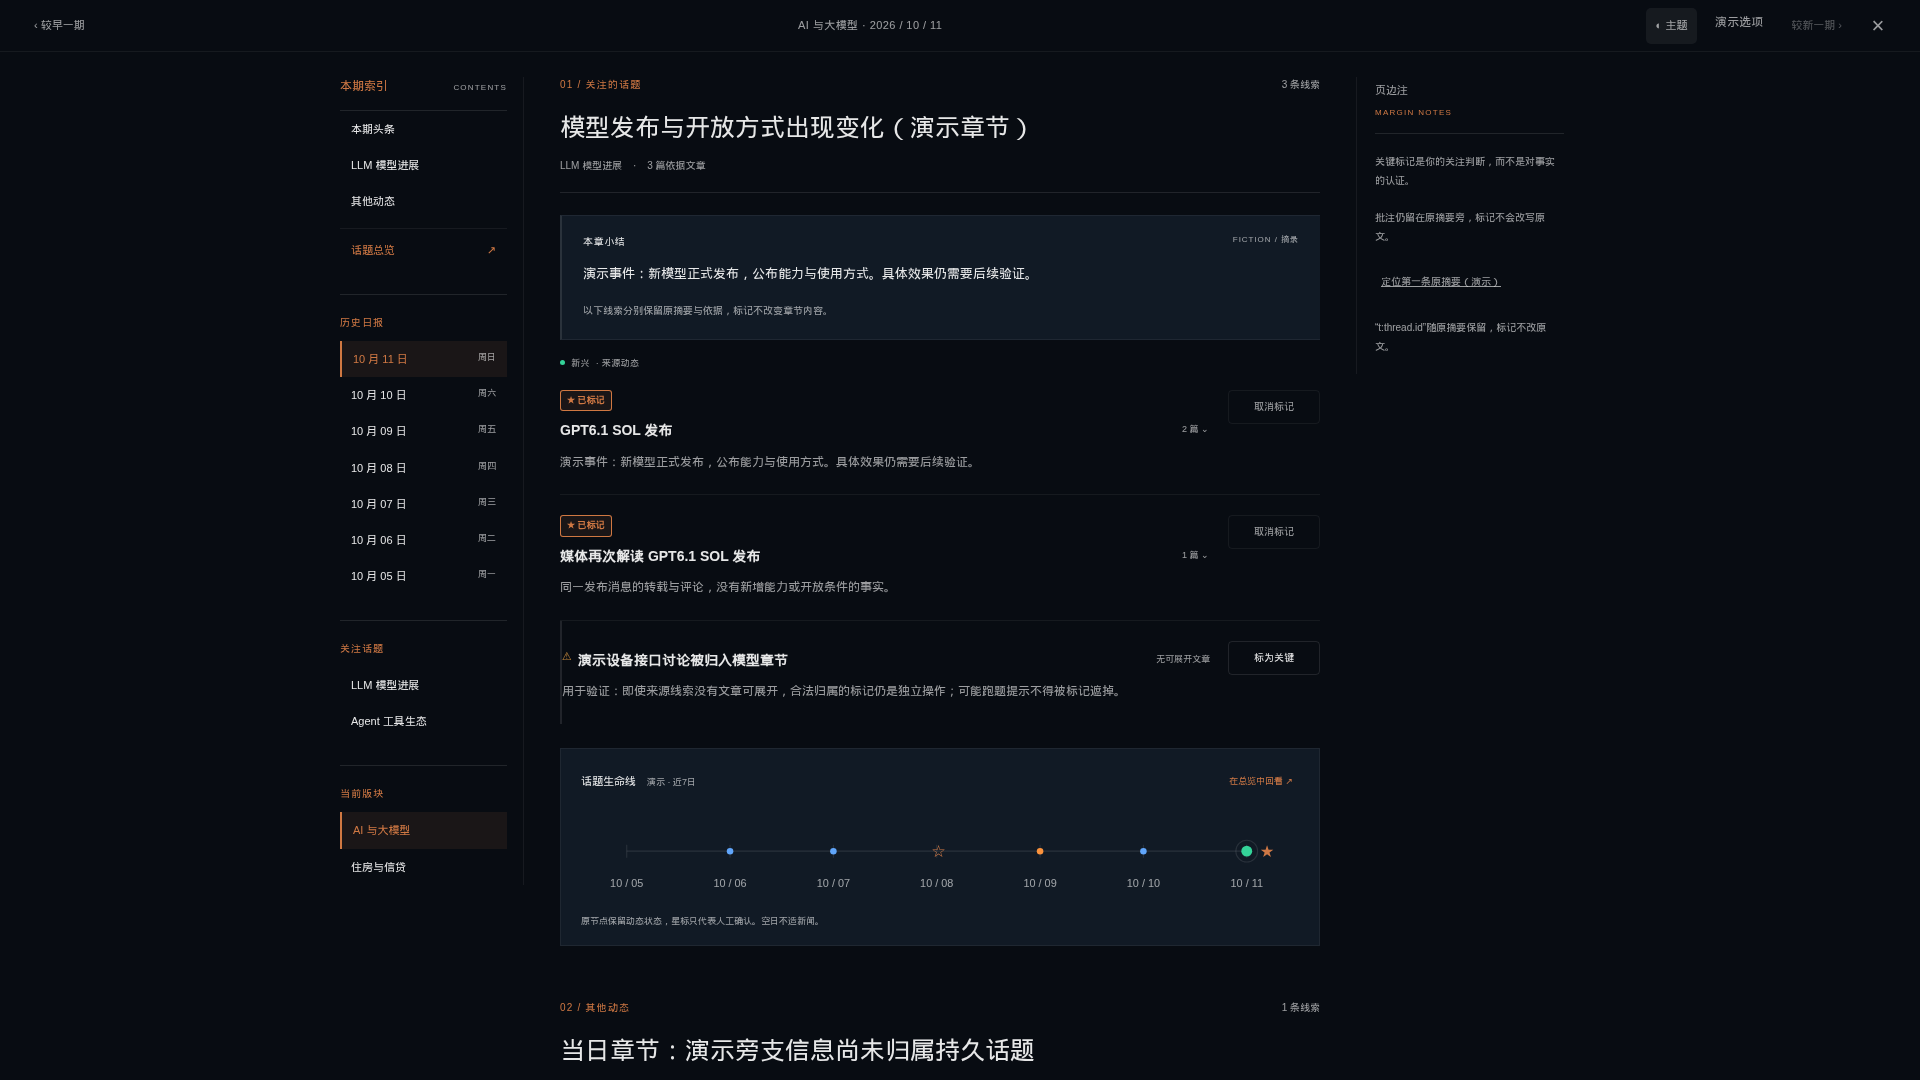 ‹ 较早一期
AI 与大模型 · 2026 / 10 / 11
主题
演示选项
较新一期 ›
✕
本期索引
CONTENTS
本期头条
LLM 模型进展
其他动态
话题总览 ↗
历史日报
10 月 11 日 周日
10 月 10 日 周六
10 月 09 日 周五
10 月 08 日 周四
10 月 07 日 周三
10 月 06 日 周二
10 月 05 日 周一
关注话题
LLM 模型进展
Agent 工具生态
当前版块
AI 与大模型
住房与信贷
01 / 关注的话题
3 条线索
模型发布与开放方式出现变化（演示章节）
LLM 模型进展 · 3 篇依据文章
本章小结
FICTION / 摘录
演示事件：新模型正式发布，公布能力与使用方式。具体效果仍需要后续验证。
以下线索分别保留原摘要与依据，标记不改变章节内容。
新兴 · 来源动态
★ 已标记
取消标记
GPT6.1 SOL 发布
2 篇 ⌄
演示事件：新模型正式发布，公布能力与使用方式。具体效果仍需要后续验证。
★ 已标记
取消标记
媒体再次解读 GPT6.1 SOL 发布
1 篇 ⌄
同一发布消息的转载与评论，没有新增能力或开放条件的事实。
⚠ 演示设备接口讨论被归入模型章节
无可展开文章
标为关键
用于验证：即使来源线索没有文章可展开，合法归属的标记仍是独立操作；可能跑题提示不得被标记遮掉。
话题生命线 演示 · 近7日
在总览中回看 ↗
☆
★
10 / 05
10 / 06
10 / 07
10 / 08
10 / 09
10 / 10
10 / 11
原节点保留动态状态，星标只代表人工确认。空日不造新闻。
02 / 其他动态
1 条线索
当日章节：演示旁支信息尚未归属持久话题
页边注
MARGIN NOTES
关键标记是你的关注判断，而不是对事实
的认证。
批注仍留在原摘要旁，标记不会改写原
文。
定位第一条原摘要（演示）
"t:thread.id"随原摘要保留，标记不改原
文。